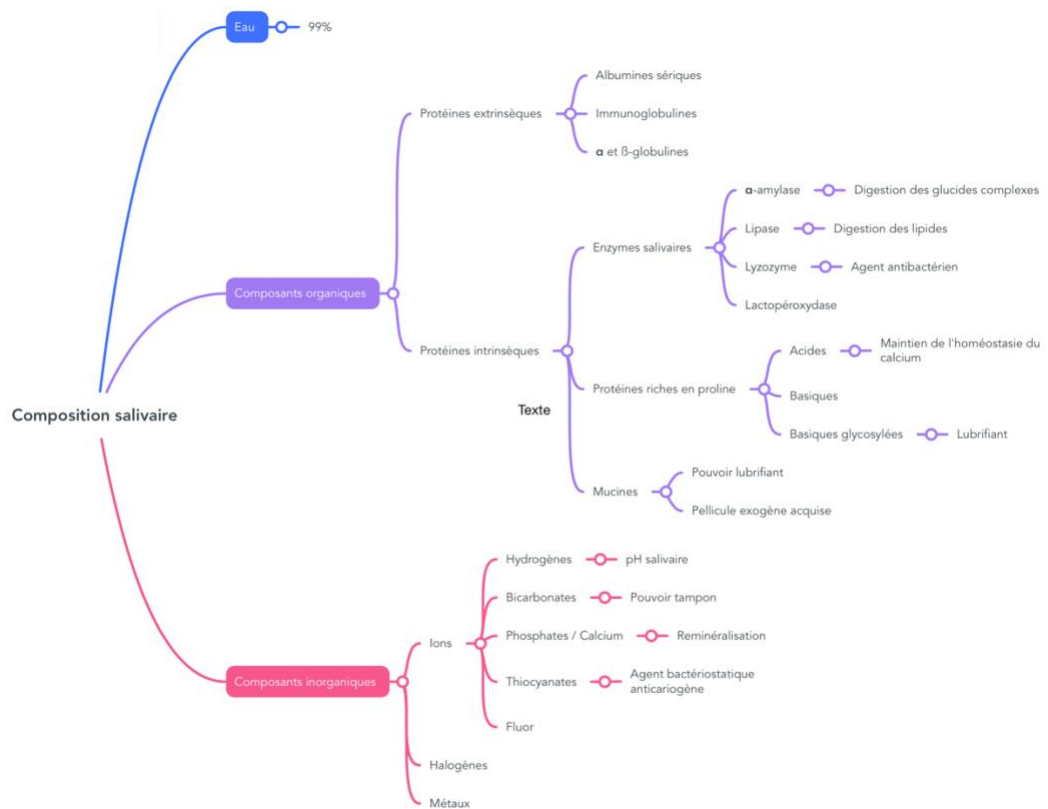 Eau
99%
Composition salivaire
Composants organiques
Protéines extrinsèques
Albumines sériques
Immunoglobulines
α et ß-globulines
Protéines intrinsèques
Enzymes salivaires
α-amylase
Digestion des glucides complexes
Lipase
Digestion des lipides
Lyzozyme
Agent antibactérien
Lactopéroxydase
Protéines riches en proline
Acides
Maintien de l'homéostasie du
calcium
Basiques
Basiques glycosylées
Lubrifiant
Texte
Mucines
Pouvoir lubrifiant
Pellicule exogène acquise
Composants inorganiques
Ions
Hydrogènes
pH salivaire
Bicarbonates
Pouvoir tampon
Phosphates / Calcium
Reminéralisation
Thiocyanates
Agent bactériostatique
anticariogène
Fluor
Halogènes
Métaux